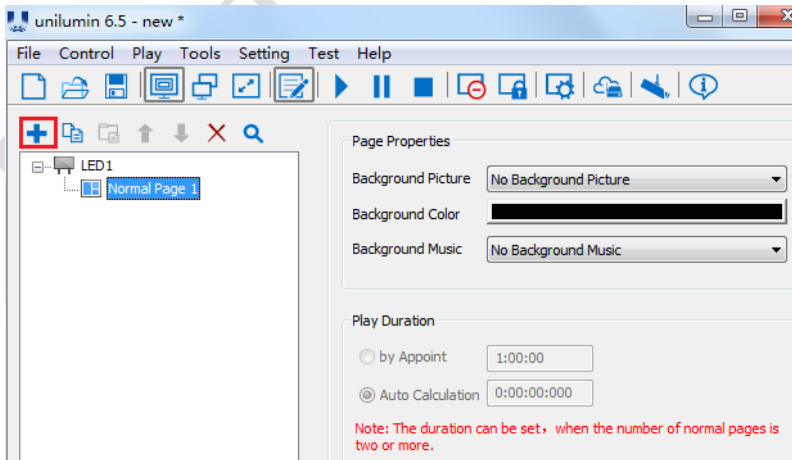 unilumin 6.5 - new *
File Control Play Tools Setting Test Help
LED1
Normal Page 1
Page Properties
Background Picture No Background Picture
Background Color
Background Music No Background Music
Play Duration
by Appoint 1:00:00
Auto Calculation 0:00:00:000
Note: The duration can be set，when the number of normal pages is
two or more.